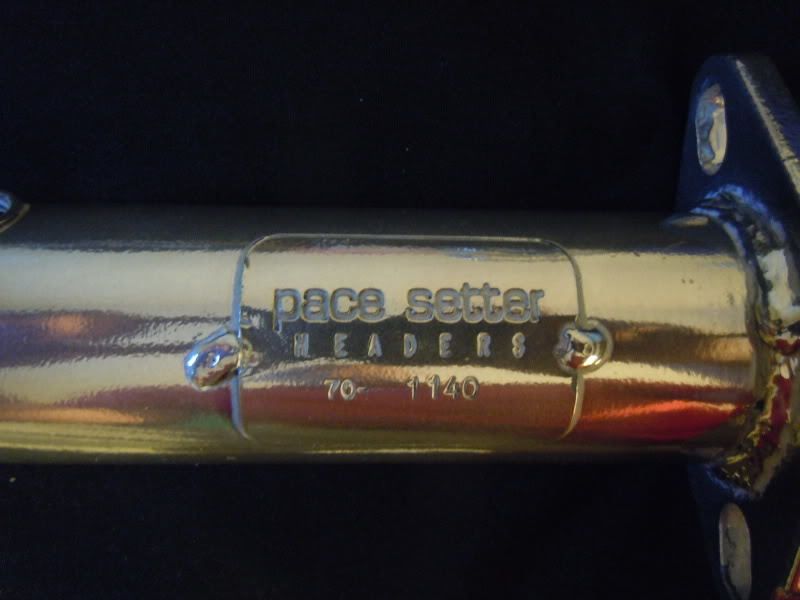 pace setter
HEADERS
70- 1140